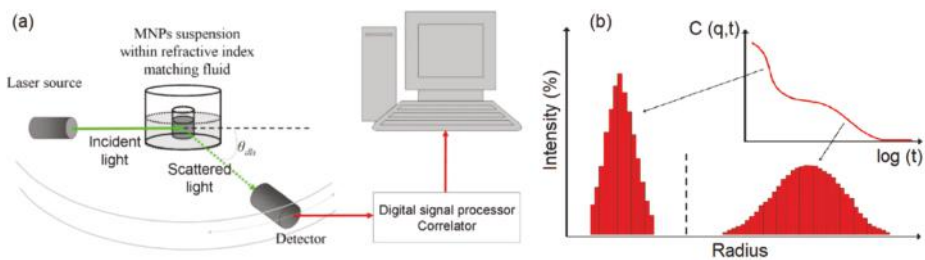 (a)
MNPs suspension
within refractive index
matching fluid
Laser source
Incident
light
θdls
Scattered
light
Detector
Digital signal processor
Correlator
(b)
C (q,t)
Intensity (%)
log (t)
Radius